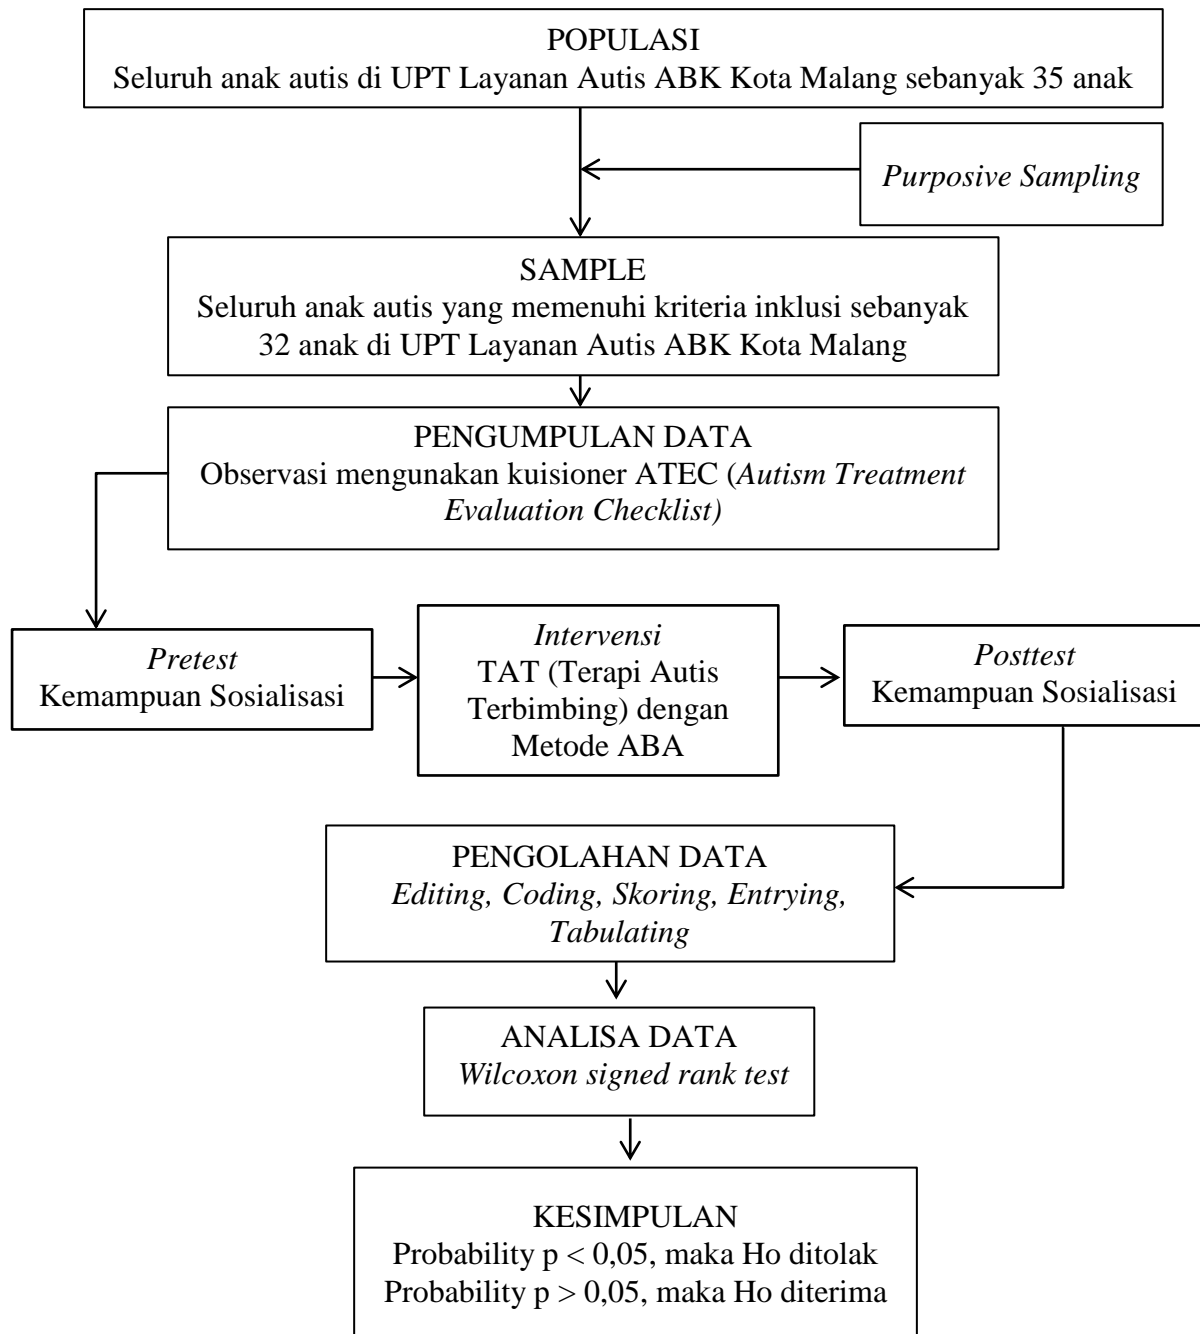 POPULASI
Seluruh anak autis di UPT Layanan Autis ABK Kota Malang sebanyak 35 anak
Purposive Sampling
SAMPLE
Seluruh anak autis yang memenuhi kriteria inklusi sebanyak
32 anak di UPT Layanan Autis ABK Kota Malang
PENGUMPULAN DATA
Observasi mengunakan kuisioner ATEC (Autism Treatment
Evaluation Checklist)
Pretest
Kemampuan Sosialisasi
Intervensi
TAT (Terapi Autis
Terbimbing) dengan
Metode ABA
Posttest
Kemampuan Sosialisasi
PENGOLAHAN DATA
Editing, Coding, Skoring, Entrying,
Tabulating
ANALISA DATA
Wilcoxon signed rank test
KESIMPULAN
Probability p < 0,05, maka Ho ditolak
Probability p > 0,05, maka Ho diterima